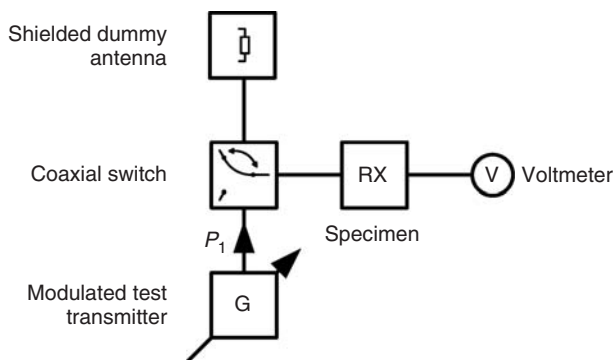 Shielded dummy
antenna
Coaxial switch
RX
V
Voltmeter
P1
Specimen
Modulated test
transmitter
G